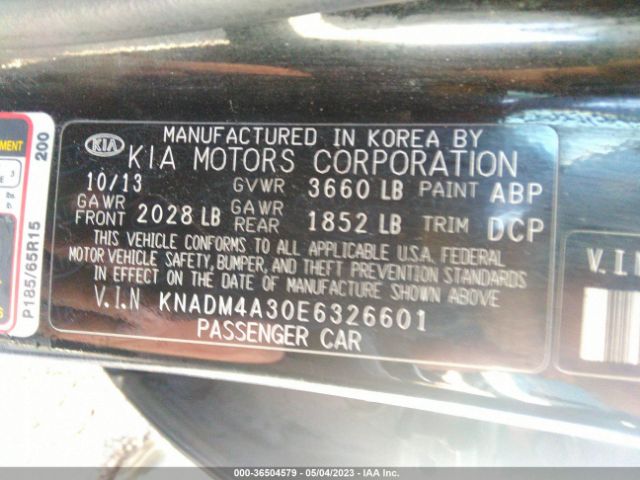 MENT
200
P185/65R15
3
KIA
MANUFACTURED IN KOREA BY
KIA MOTORS CORPORATION
10/13 GVWR 3660 LB PAINT ABP
GAWR FRONT 2028 LB GAWR REAR 1852 LB TRIM DCP
THIS VEHICLE CONFORMS TO ALL APPLICABLE U.S.A. FEDERAL
MOTOR VEHICLE SAFETY, BUMPER, AND THEFT PREVENTION STANDARDS
IN EFFECT ON THE DATE OF MANUFACTURE SHOWN ABOVE
V.I.N KNADM4A30E6326601
PASSENGER CAR
V.IN
000-36504579 - 05/04/2023 - IAA Inc.